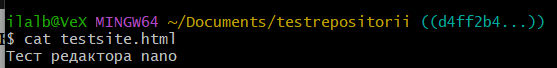 ilalb@VeX MINGW64 ~/Documents/testrepositorii ((d4ff2b4...))
$ cat testsite.html
Тест редактора nano